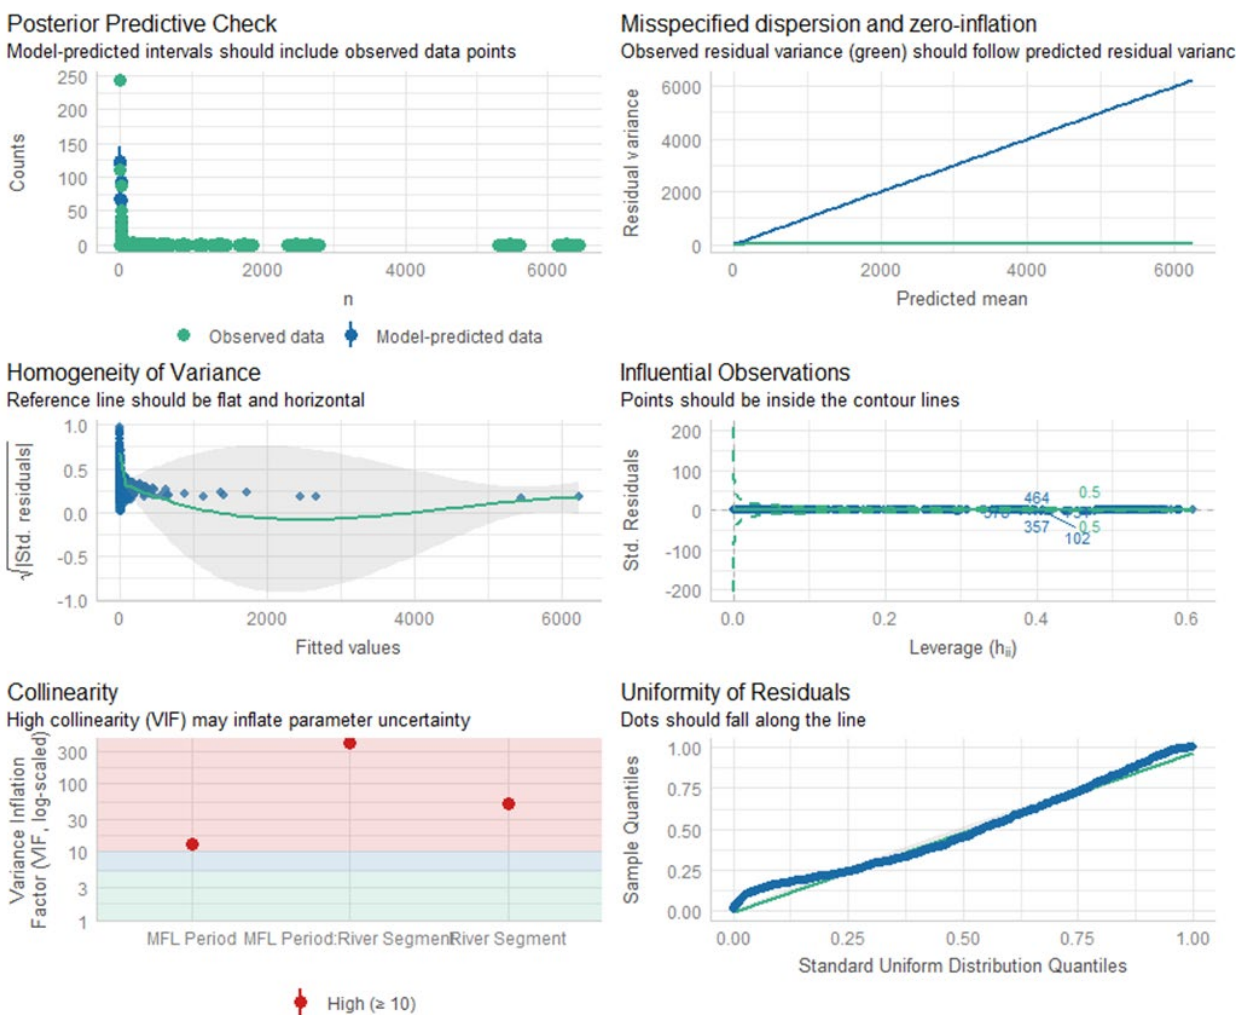 Posterior Predictive Check
Model-predicted intervals should include observed data points
Counts
250
200
150
100
50
0
0
2000
4000
6000
n
Observed data
Model-predicted data
Misspecified dispersion and zero-inflation
Observed residual variance (green) should follow predicted residual varianc
Residual variance
6000
4000
2000
0
0
2000
4000
6000
Predicted mean
Homogeneity of Variance
Reference line should be flat and horizontal
√|Std. residuals|
1.0
0.5
0.0
-0.5
-1.0
0
2000
4000
6000
Fitted values
Influential Observations
Points should be inside the contour lines
Std. Residuals
200
100
0
-100
-200
464
0.5
357
0.5
102
0.0
0.2
0.4
0.6
Leverage (hᵢᵢ)
Collinearity
High collinearity (VIF) may inflate parameter uncertainty
Variance Inflation
Factor (VIF, log-scaled)
300
100
30
10
3
1
MFL Period
MFL Period:River Segment
River Segment
High (≥ 10)
Uniformity of Residuals
Dots should fall along the line
Sample Quantiles
1.00
0.75
0.50
0.25
0.00
0.00
0.25
0.50
0.75
1.00
Standard Uniform Distribution Quantiles